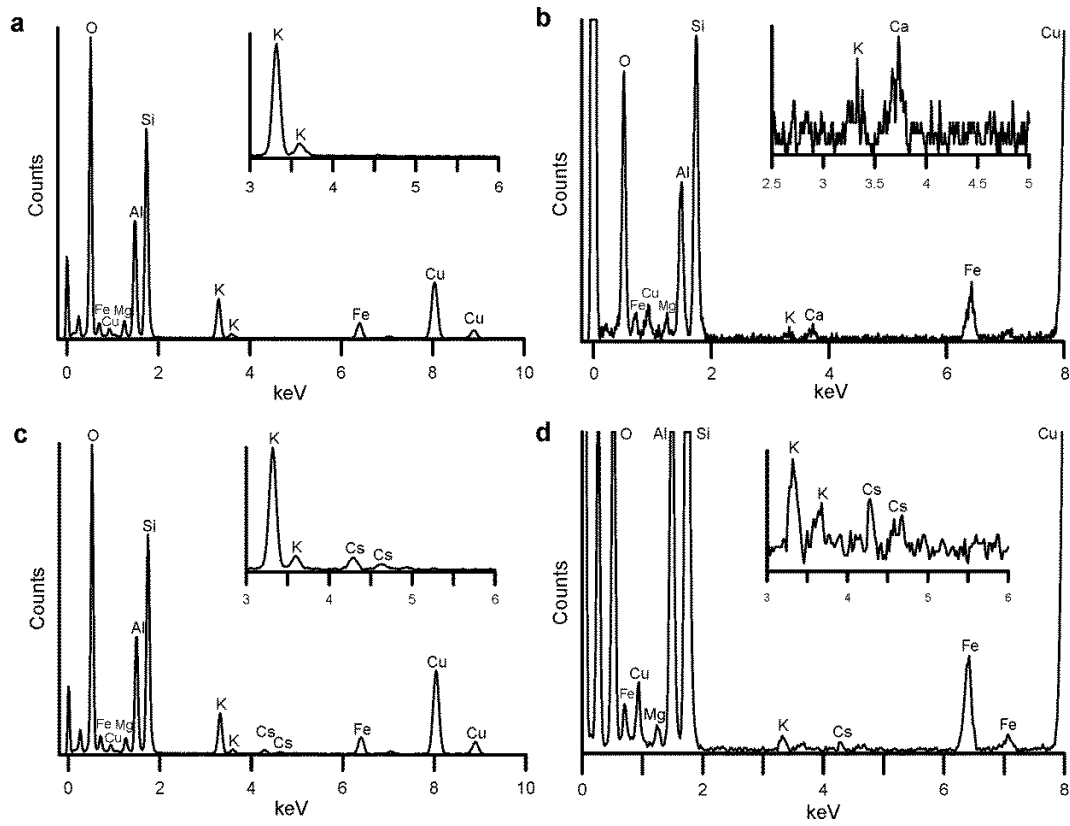 a
O
Si
Al
Fe
Cu
Mg
K
K
Fe
Cu
Cu
Counts
0 2 4 6 8 10
keV
K
K
3 4 5 6
b
O
Si
Al
Fe
Cu
Mg
K
Ca
Fe
Cu
Counts
0 2 4 6 8
keV
K
Ca
2.5 3 3.5 4 4.5 5
c
O
Si
Al
Fe
Cu
Mg
K
K
Cs
Cs
Fe
Cu
Cu
Counts
0 2 4 6 8 10
keV
K
K
Cs
Cs
3 4 5 6
d
O
Al
Si
Fe
Cu
Mg
K
Cs
Fe
Fe
Cu
Counts
0 2 4 6 8
keV
K
K
Cs
Cs
3 4 5 6